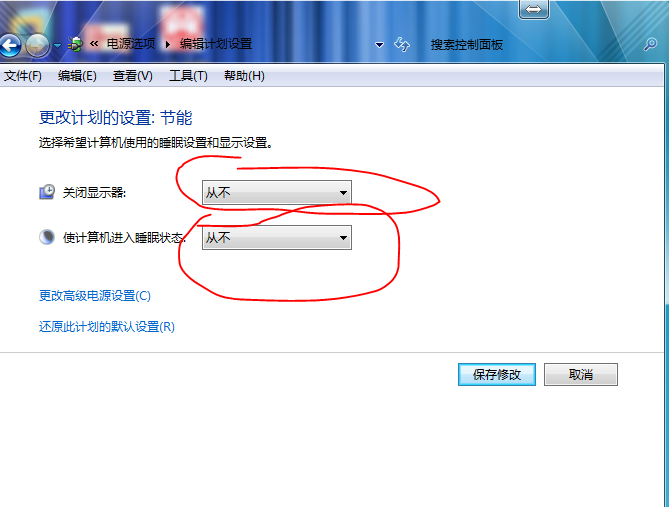 « 电源选项 ▸ 编辑计划设置 搜索控制面板
文件(F) 编辑(E) 查看(V) 工具(T) 帮助(H)
更改计划的设置: 节能
选择希望计算机使用的睡眠设置和显示设置。
关闭显示器: 从不
使计算机进入睡眠状态: 从不
更改高级电源设置(C)
还原此计划的默认设置(R)
保存修改 取消